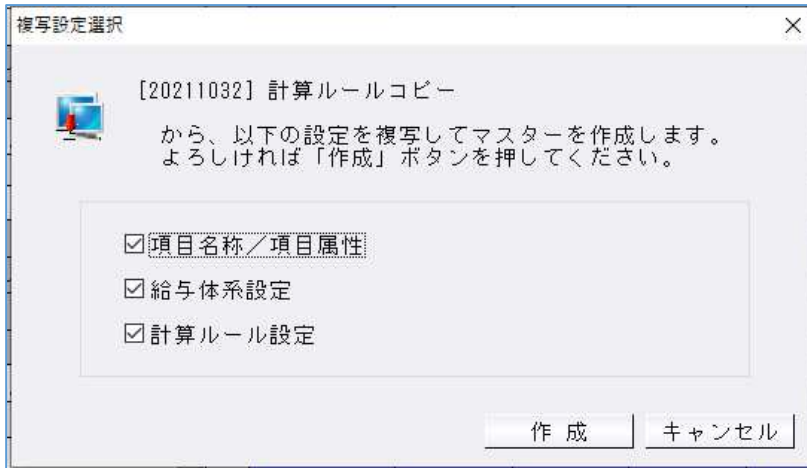 複写設定選択
[20211032] 計算ルールコピー
から、以下の設定を複写してマスターを作成します。
よろしければ「作成」ボタンを押してください。
項目名称／項目属性
給与体系設定
計算ルール設定
作 成
キャンセル